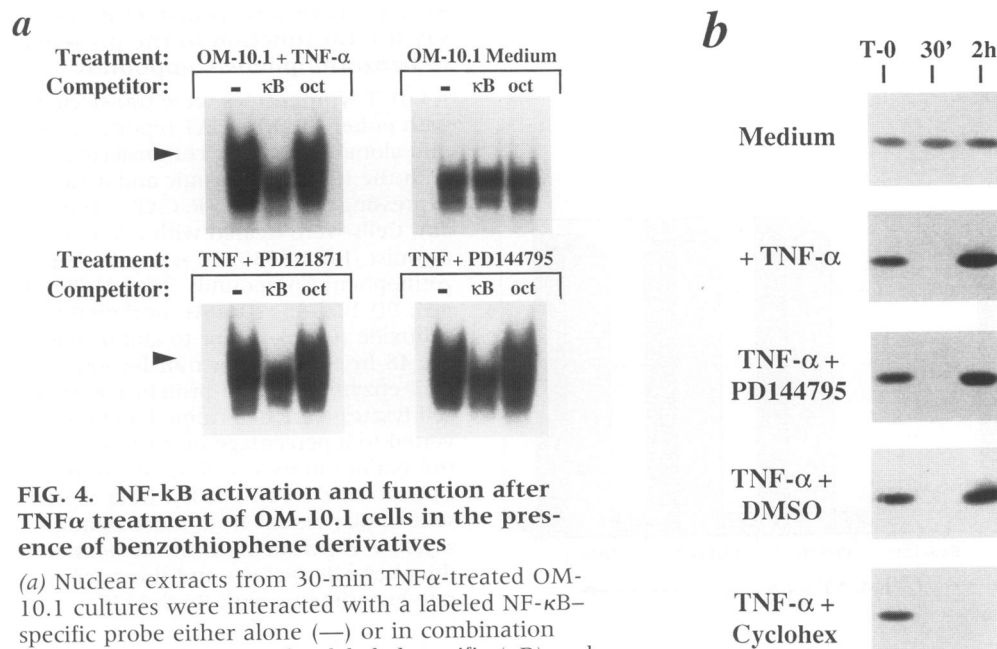 a
Treatment: OM-10.1 + TNF-α OM-10.1 Medium
Competitor: - κB oct - κB oct
Treatment: TNF + PD121871 TNF + PD144795
Competitor: - κB oct - κB oct
FIG. 4. NF-kB activation and function after
TNFα treatment of OM-10.1 cells in the pres-
ence of benzothiophene derivatives
(a) Nuclear extracts from 30-min TNFα-treated OM-
10.1 cultures were interacted with a labeled NF-κB–
specific probe either alone (—) or in combination
b
T-0 30' 2h
Medium
+ TNF-α
TNF-α +
PD144795
TNF-α +
DMSO
TNF-α +
Cyclohex